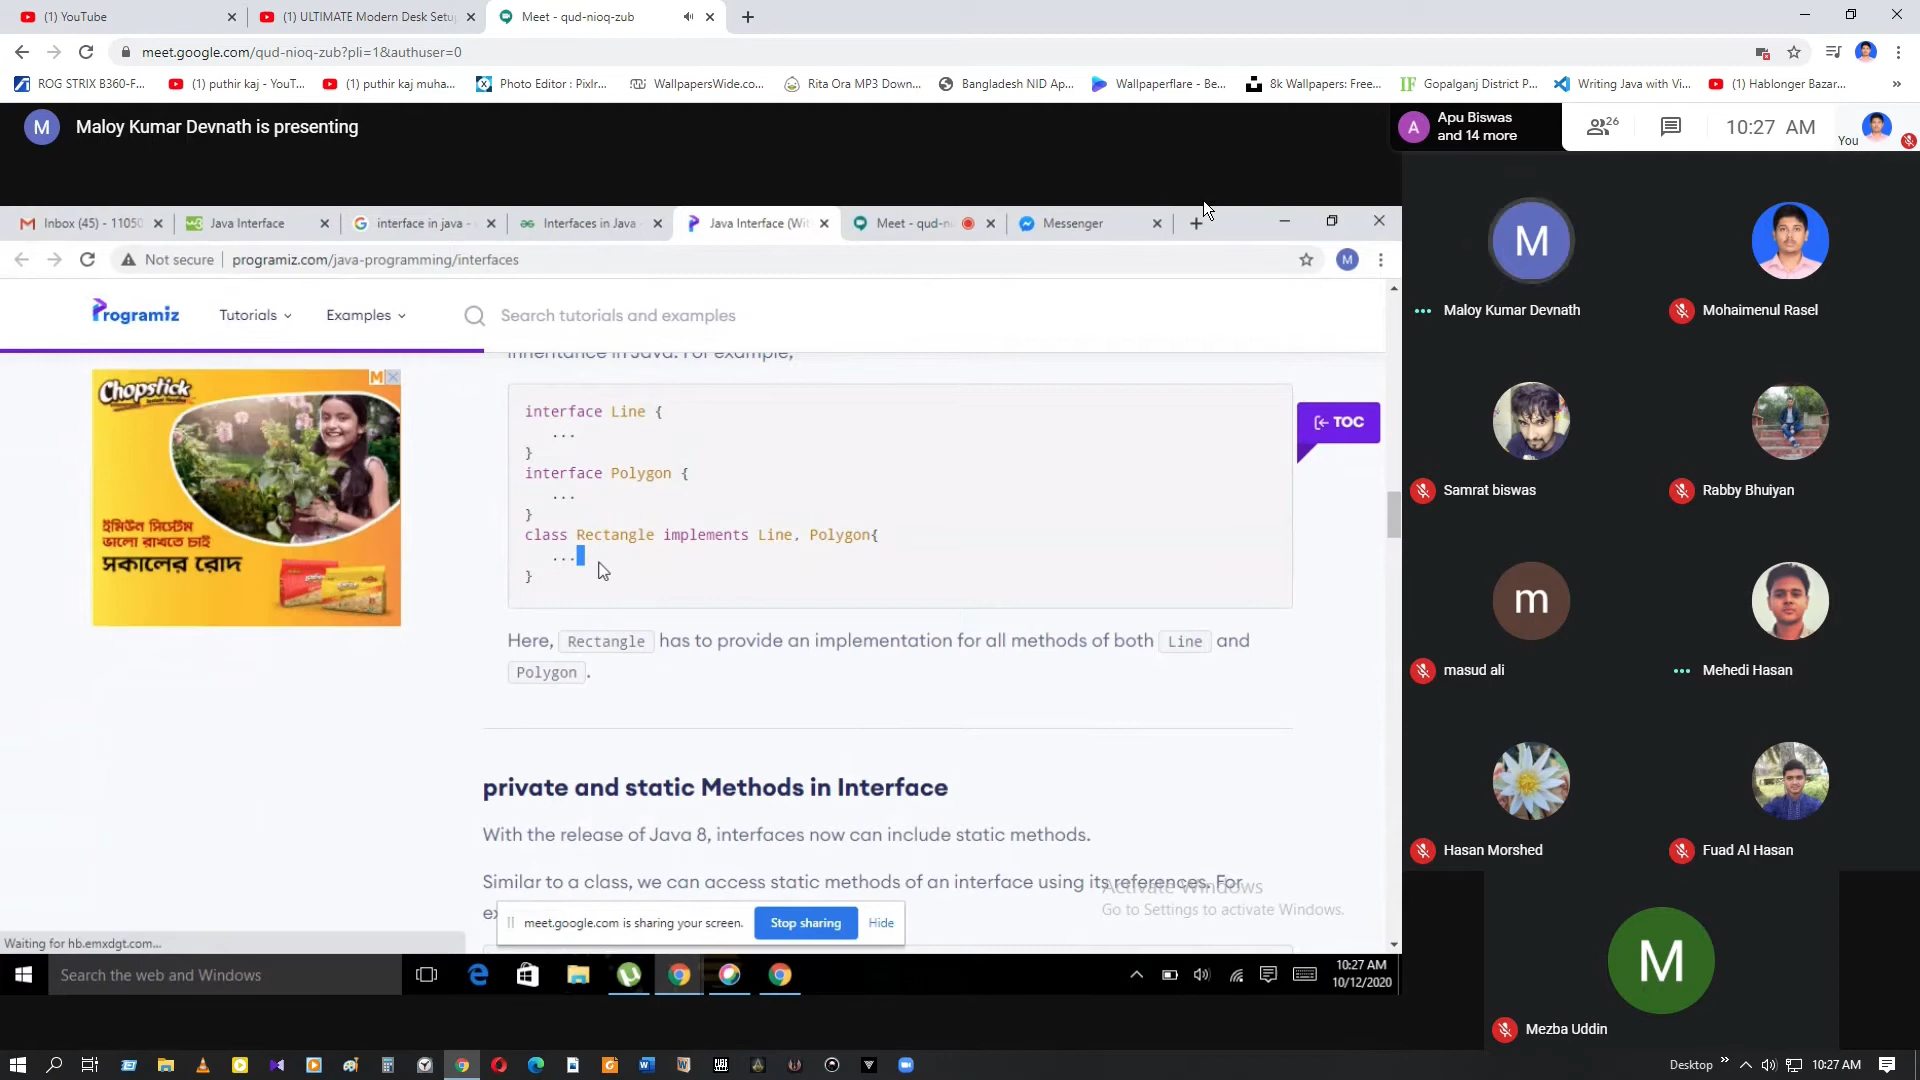 (1) YouTube
(1) ULTIMATE Modern Desk Setu
Meet - qud-nioq-zub
meet.google.com/qud-nioq-zub?pli=1&authuser=0
ROG STRIX B360-F...
(1) puthir kaj - YouT...
(1) puthir kaj muha...
Photo Editor : Pixlr...
WallpapersWide.co...
Rita Ora MP3 Down...
Bangladesh NID Ap...
Wallpaperflare - Be...
8k Wallpapers: Free...
Gopalganj District P...
Writing Java with Vi...
(1) Hablonger Bazar...
M
Maloy Kumar Devnath is presenting
A
Apu Biswas
and 14 more
26
10:27 AM
You
Inbox (45) - 11050
Java Interface
interface in java -
Interfaces in Java -
Java Interface (Wit
Meet - qud-ni
Messenger
Not secure
programiz.com/java-programming/interfaces
M
Programiz
Tutorials
Examples
Search tutorials and examples
inheritance in Java. For example,
interface Line {
...
}
interface Polygon {
...
}
class Rectangle implements Line, Polygon{
...
}
TOC
Chopstick
ইমিউন সিস্টেম
ভালো রাখতে চাই
সকালের রোদ
Here, Rectangle has to provide an implementation for all methods of both Line and
Polygon.
private and static Methods in Interface
With the release of Java 8, interfaces now can include static methods.
Similar to a class, we can access static methods of an interface using its references. For
ex
meet.google.com is sharing your screen.
Stop sharing
Hide
Activate Windows
Go to Settings to activate Windows.
Waiting for hb.emxdgt.com...
Search the web and Windows
10:27 AM
10/12/2020
M
Maloy Kumar Devnath
Mohaimenul Rasel
Samrat biswas
Rabby Bhuiyan
m
masud ali
Mehedi Hasan
Hasan Morshed
Fuad Al Hasan
M
Mezba Uddin
Desktop
10:27 AM